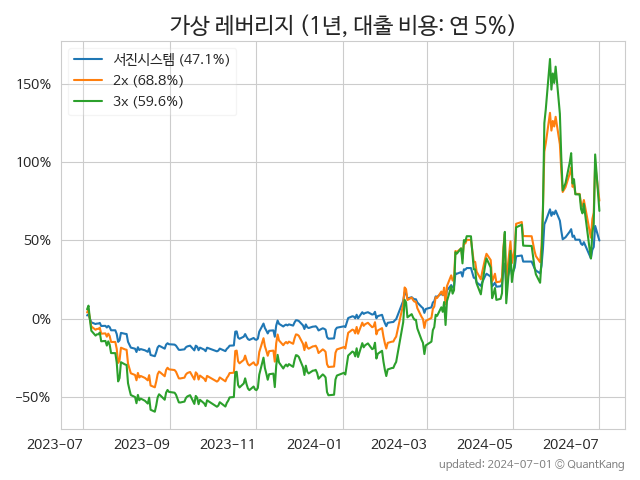 가상 레버리지 (1년, 대출 비용: 연 5%)
서진시스템 (47.1%)
2x (68.8%)
3x (59.6%)
150%
100%
50%
0%
−50%
2023-07 2023-09 2023-11 2024-01 2024-03 2024-05 2024-07
updated: 2024-07-01 © QuantKang